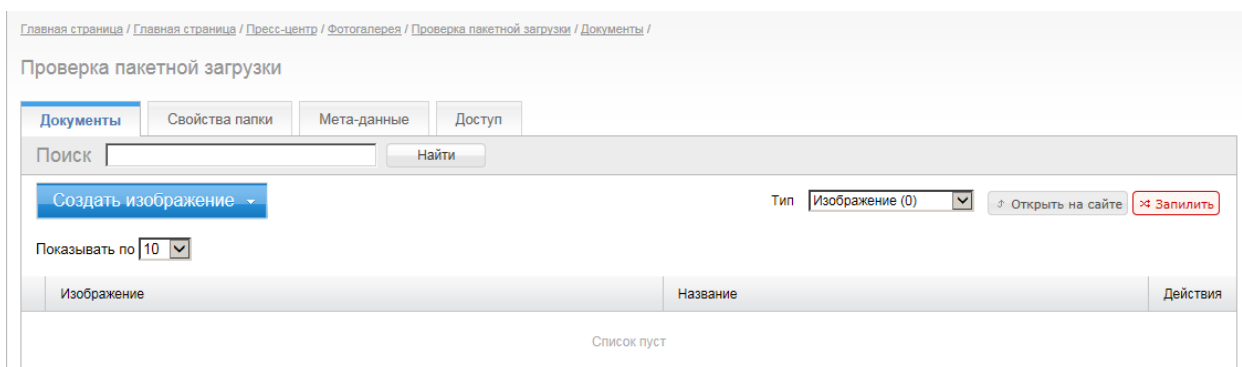 Главная страница / Главная страница / Пресс-центр / Фотогалерея / Проверка пакетной загрузки / Документы /
Проверка пакетной загрузки
Документы Свойства папки Мета-данные Доступ
Поиск Найти
Создать изображение Тип Изображение (0) Открыть на сайте Запилить
Показывать по 10
Изображение Название Действия
Список пуст